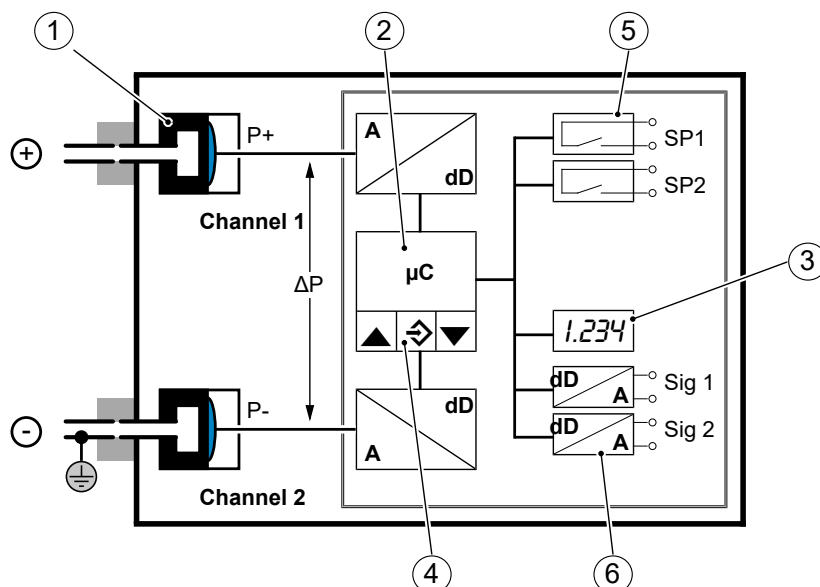 1
2
5
+
P+
A
dD
SP1
Channel 1
SP2
µC
3
ΔP
1.234
dD
A
Sig 1
-
P-
dD
A
dD
A
Sig 2
Channel 2
4
6